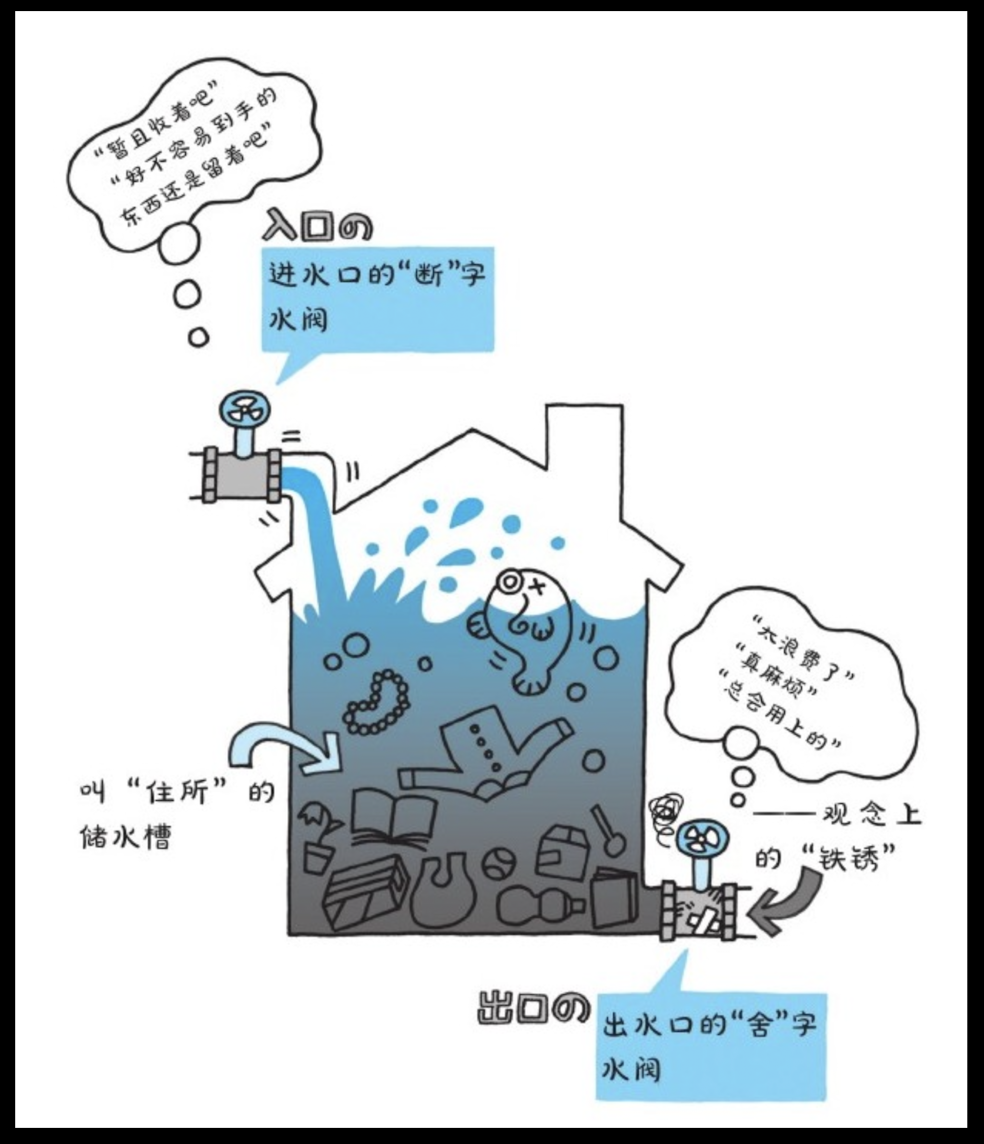 “暂且收着吧”
“好不容易到手的
东西还是留着吧”
入口の
进水口的“断”字
水阀
“太浪费了”
“真麻烦”
“总会用上的”
叫“住所”的
储水槽
——观念上
的“铁锈”
出口の
出水口的“舍”字
水阀